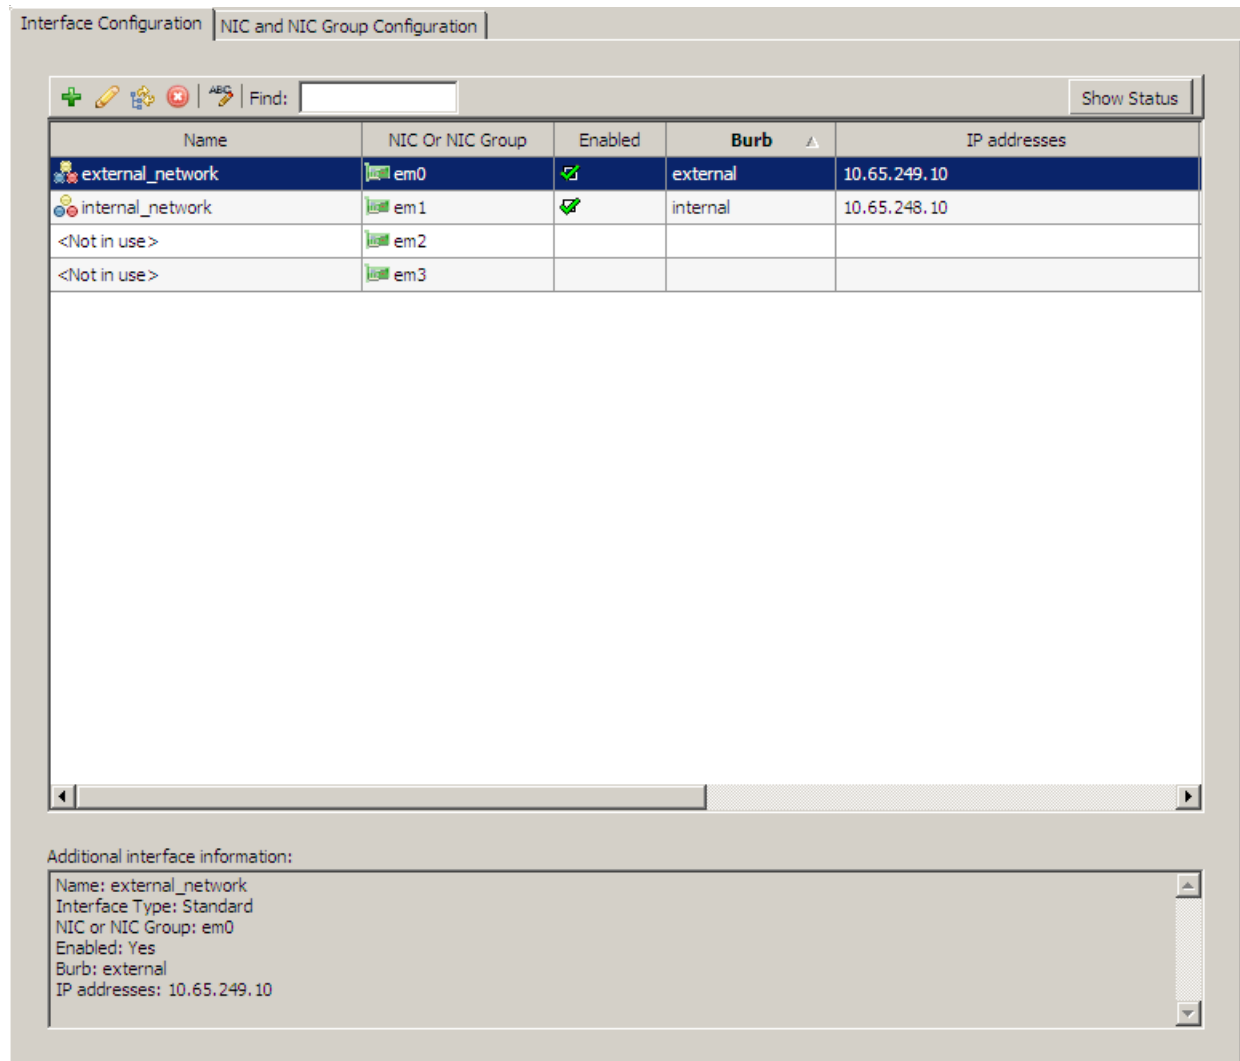 Interface Configuration NIC and NIC Group Configuration
ABC Find: Show Status
Name NIC Or NIC Group Enabled Burb IP addresses
external_network em0 external 10.65.249.10
internal_network em1 internal 10.65.248.10
<Not in use> em2
<Not in use> em3
Additional interface information:
Name: external_network
Interface Type: Standard
NIC or NIC Group: em0
Enabled: Yes
Burb: external
IP addresses: 10.65.249.10